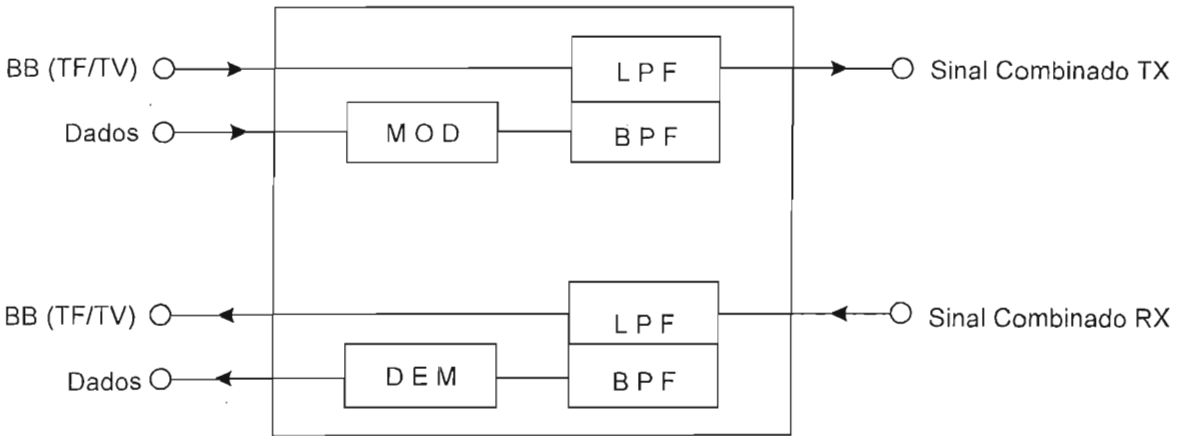 BB (TF/TV)
LPF
Sinal Combinado TX
Dados
MOD
BPF
BB (TF/TV)
LPF
Sinal Combinado RX
Dados
DEM
BPF